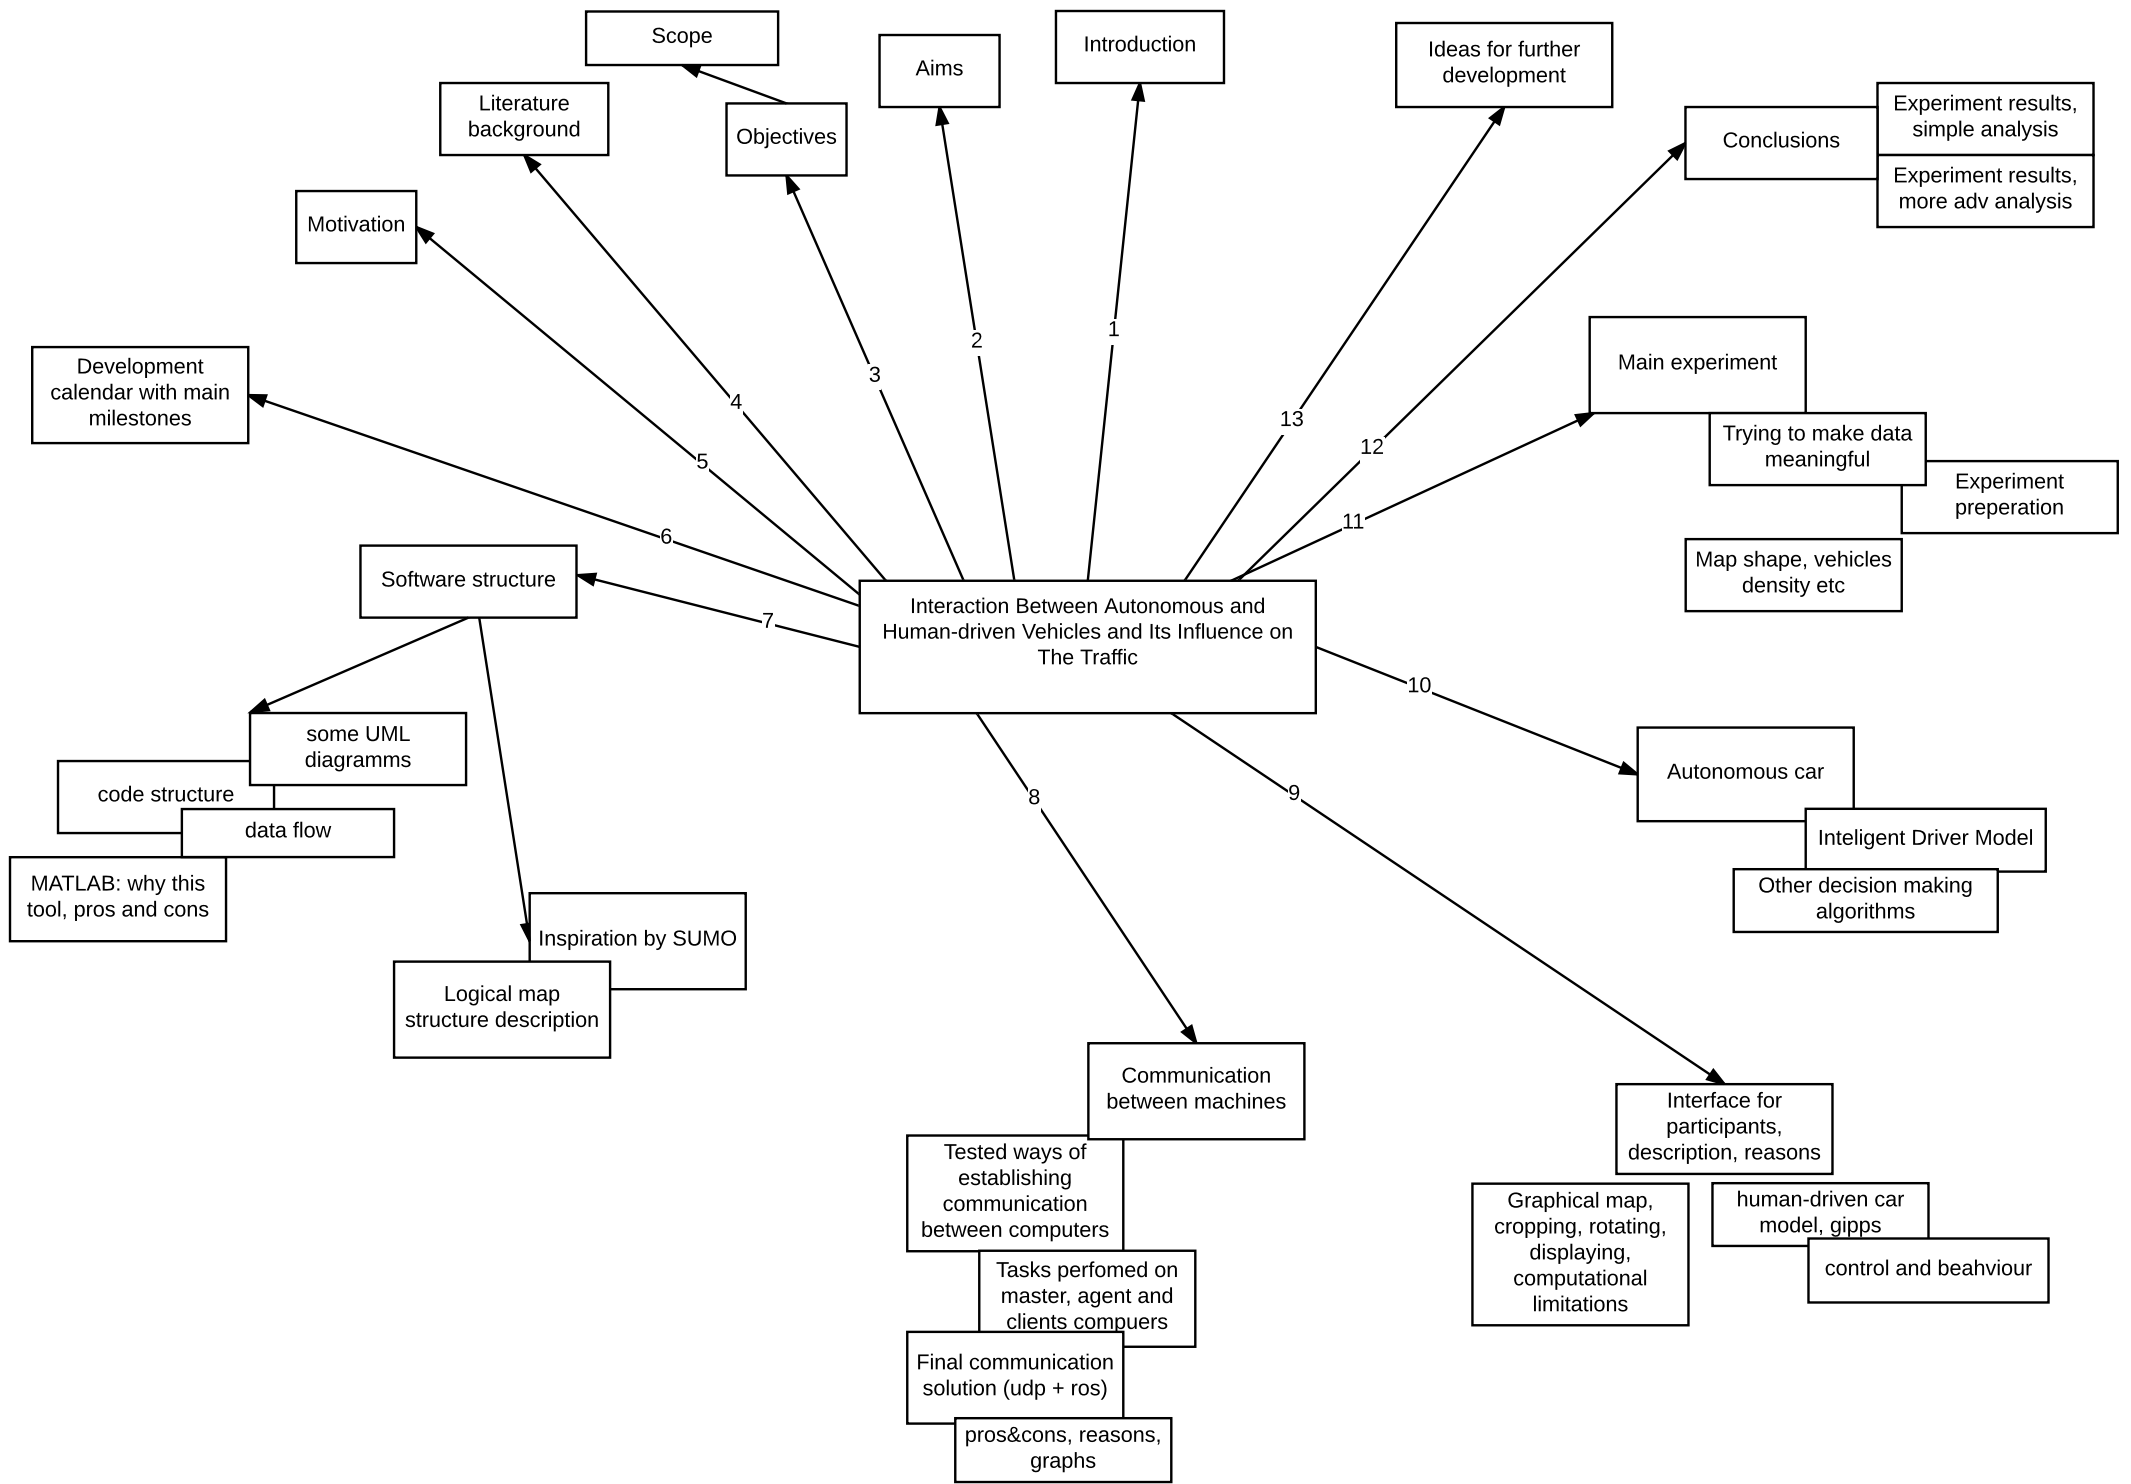 Scope
Introduction
Aims
Ideas for further
development
Literature
background
Objectives
Conclusions
Experiment results,
simple analysis
Experiment results,
more adv analysis
Motivation
1
2
3
4
5
6
7
13
12
11
Development
calendar with main
milestones
Main experiment
Trying to make data
meaningful
Experiment
preperation
Map shape, vehicles
density etc
Software structure
Interaction Between Autonomous and
Human-driven Vehicles and Its Influence on
The Traffic
10
8
9
some UML
diagramms
code structure
data flow
MATLAB: why this
tool, pros and cons
Inspiration by SUMO
Logical map
structure description
Autonomous car
Inteligent Driver Model
Other decision making
algorithms
Communication
between machines
Tested ways of
establishing
communication
between computers
Tasks perfomed on
master, agent and
clients compuers
Final communication
solution (udp + ros)
pros&cons, reasons,
graphs
Interface for
participants,
description, reasons
Graphical map,
cropping, rotating,
displaying,
computational
limitations
human-driven car
model, gipps
control and beahviour